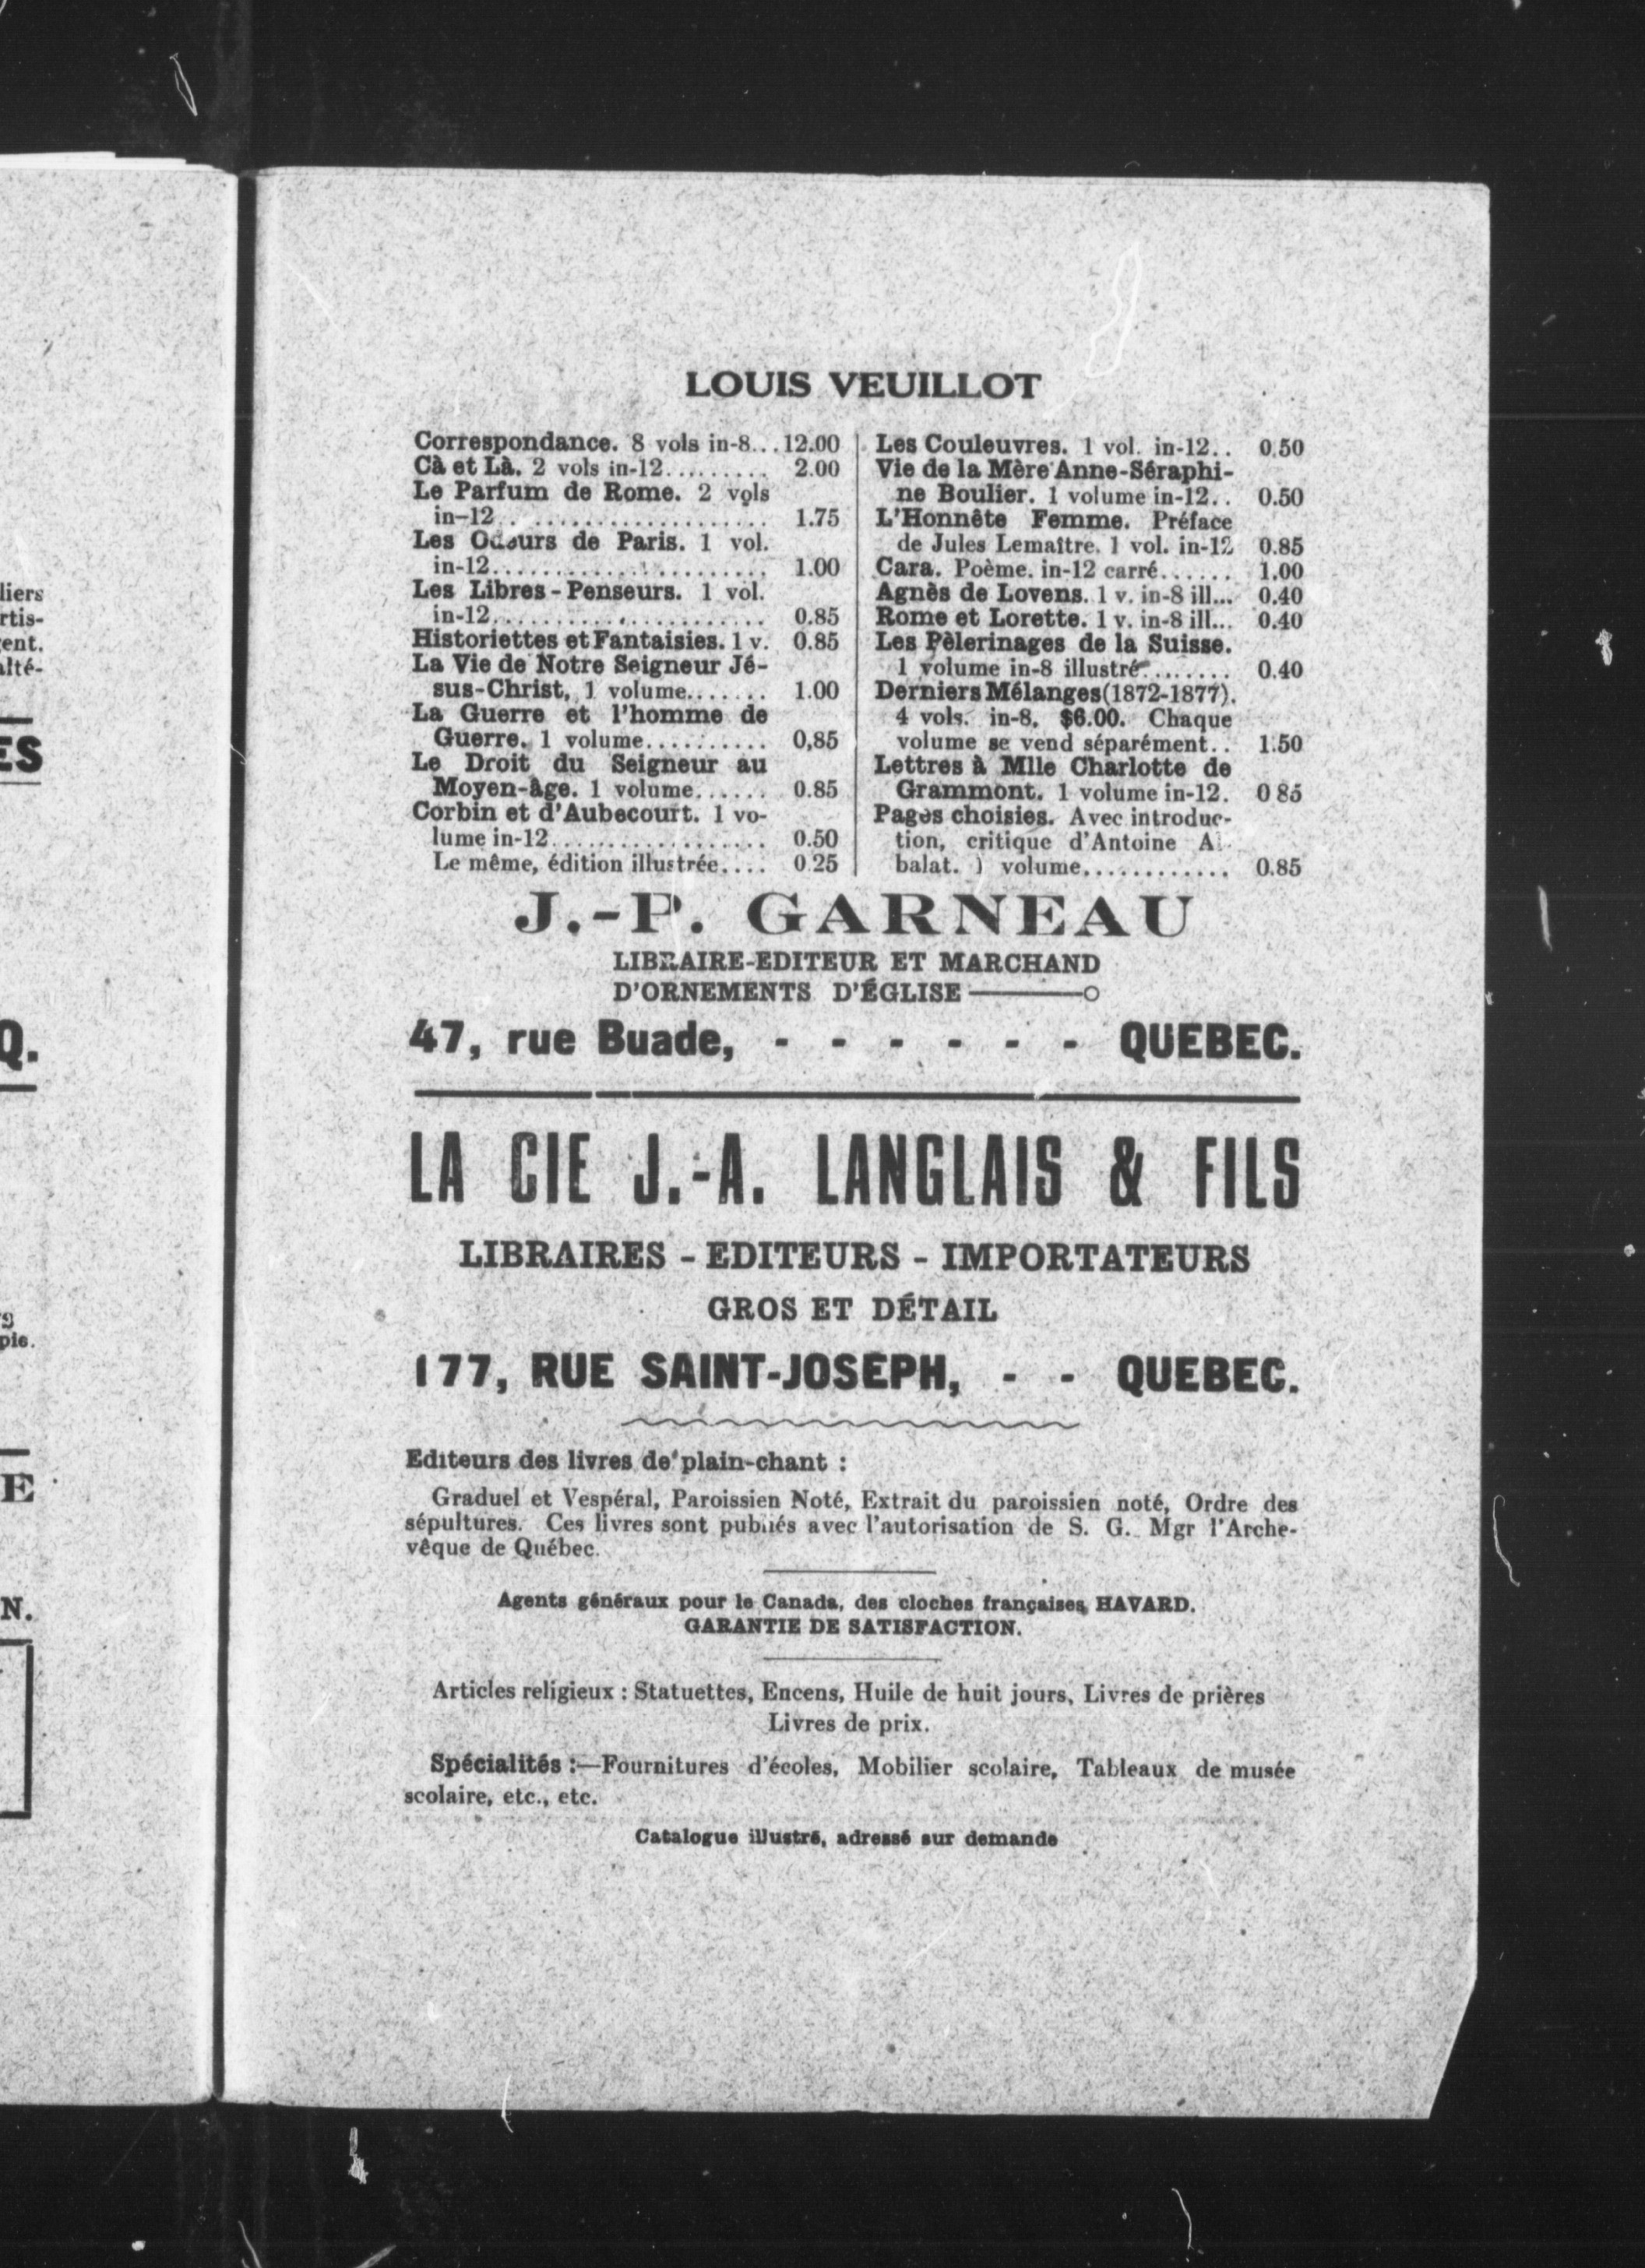 liers
rtis-
gent.
alté-
ES
Q.
pie.
E
N.
LOUIS VEUILLOT
Correspondance. 8 vols in-8...12.00
Cà et Là. 2 vols in-12......... 2.00
Le Parfum de Rome. 2 vols
in-12...................... 1.75
Les Odeurs de Paris. 1 vol.
in-12...................... 1.00
Les Libres-Penseurs. 1 vol.
in-12...................... 0.85
Historiettes et Fantaisies. 1 v. 0.85
La Vie de Notre Seigneur Jé-
sus-Christ, 1 volume....... 1.00
La Guerre et l'homme de
Guerre. 1 volume.......... 0,85
Le Droit du Seigneur au
Moyen-âge. 1 volume...... 0.85
Corbin et d'Aubecourt. 1 vo-
lume in-12.................. 0.50
Le même, édition illustrée.... 0.25
Les Couleuvres. 1 vol. in-12.. 0.50
Vie de la Mère Anne-Séraphi-
ne Boulier. 1 volume in-12.. 0.50
L'Honnête Femme. Préface
de Jules Lemaître. 1 vol. in-12 0.85
Cara. Poème. in-12 carré...... 1.00
Agnès de Lovens. 1 v. in-8 ill... 0.40
Rome et Lorette. 1 v. in-8 ill... 0.40
Les Pèlerinages de la Suisse.
1 volume in-8 illustré........ 0.40
Derniers Mélanges (1872-1877).
4 vols. in-8. $6.00. Chaque
volume se vend séparément.. 1.50
Lettres à Mlle Charlotte de
Grammont. 1 volume in-12. 0 85
Pages choisies. Avec introduc-
tion, critique d'Antoine Al-
balat. 1 volume............ 0.85
J.-P. GARNEAU
LIBRAIRE-EDITEUR ET MARCHAND
D'ORNEMENTS D'ÉGLISE
47, rue Buade, - - - - - - QUEBEC.
LA CIE J.-A. LANGLAIS & FILS
LIBRAIRES - EDITEURS - IMPORTATEURS
GROS ET DÉTAIL
177, RUE SAINT-JOSEPH, - - QUEBEC.
Editeurs des livres de plain-chant :
Graduel et Vespéral, Paroissien Noté, Extrait du paroissien noté, Ordre des
sépultures. Ces livres sont publiés avec l'autorisation de S. G. Mgr l'Arche-
vêque de Québec.
Agents généraux pour le Canada, des cloches françaises HAVARD.
GARANTIE DE SATISFACTION.
Articles religieux : Statuettes, Encens, Huile de huit jours, Livres de prières
Livres de prix.
Spécialités :—Fournitures d'écoles, Mobilier scolaire, Tableaux de musée
scolaire, etc., etc.
Catalogue illustré, adressé sur demande